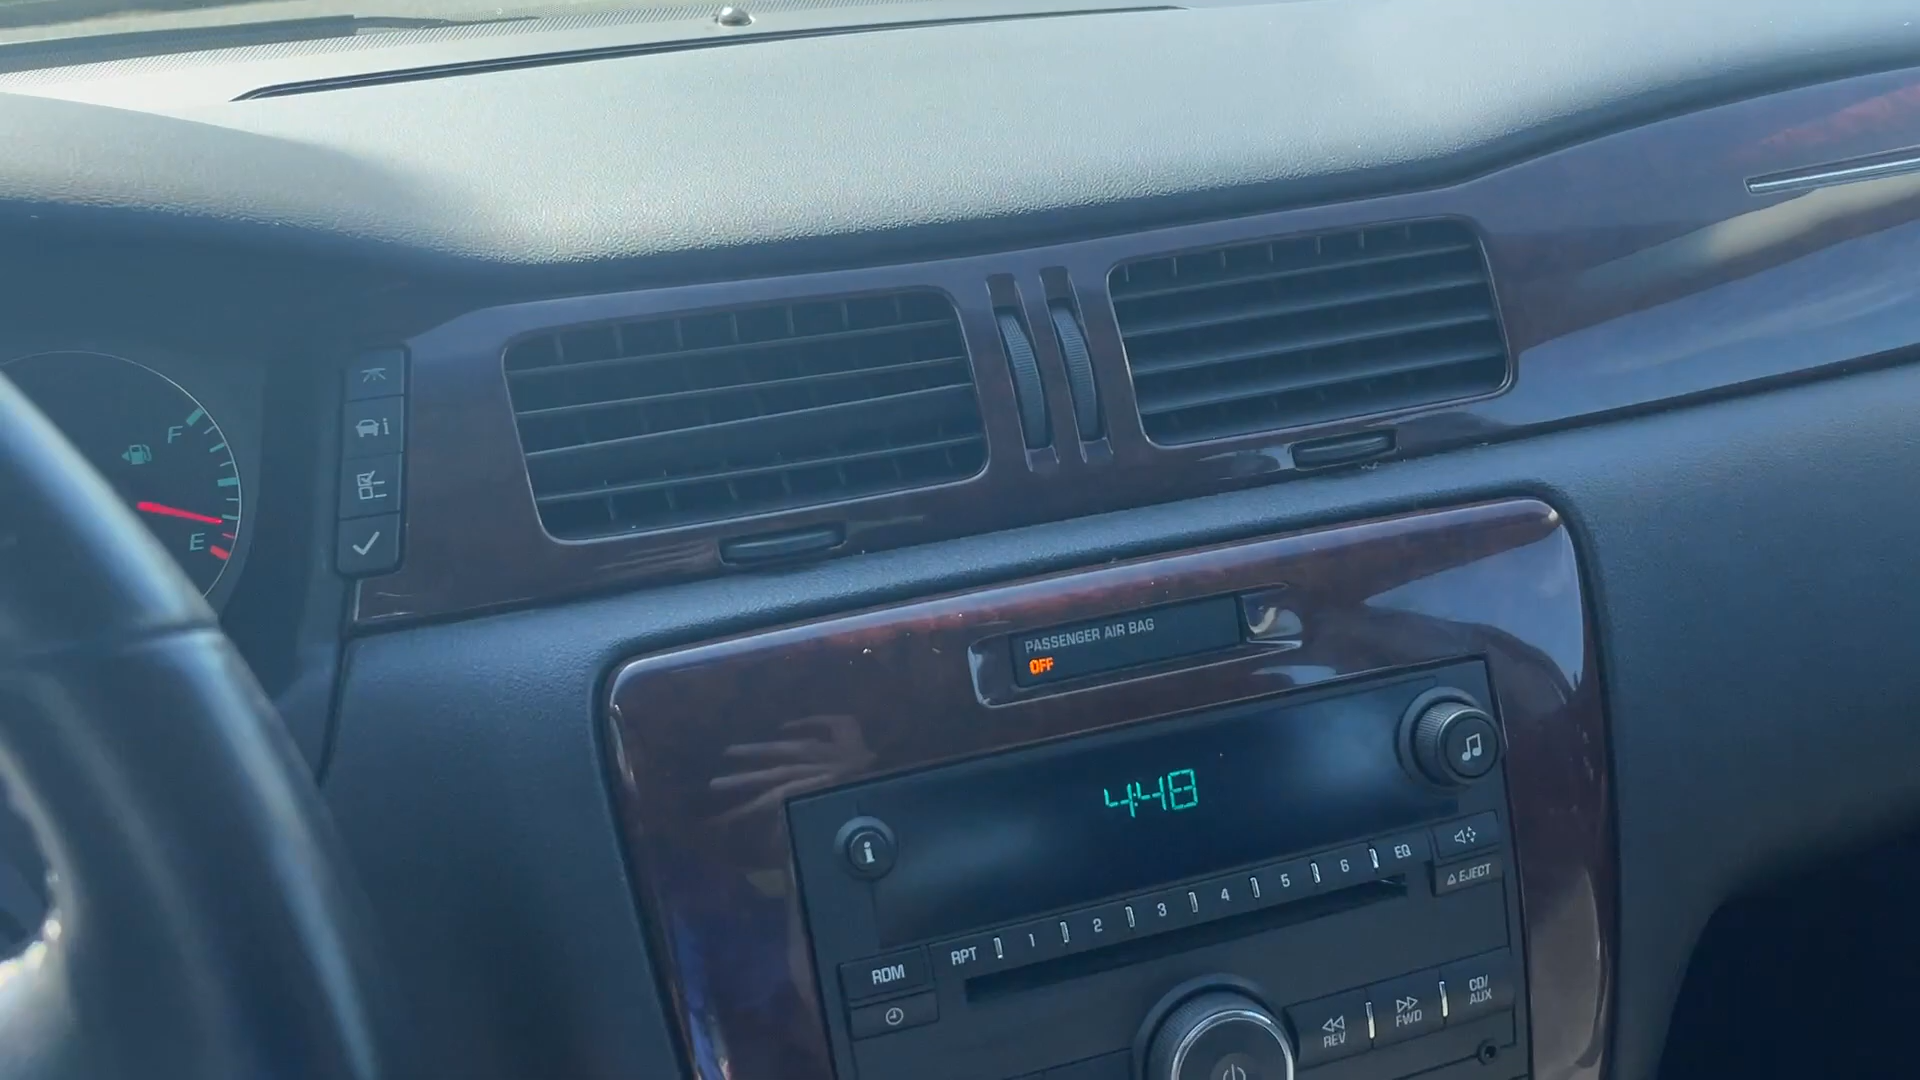 F
E
PASSENGER AIR BAG
OFF
4:48
i
RPT 1 2 3 4 5 6 EQ
EJECT
RDM
REV
FWD
CD/
AUX